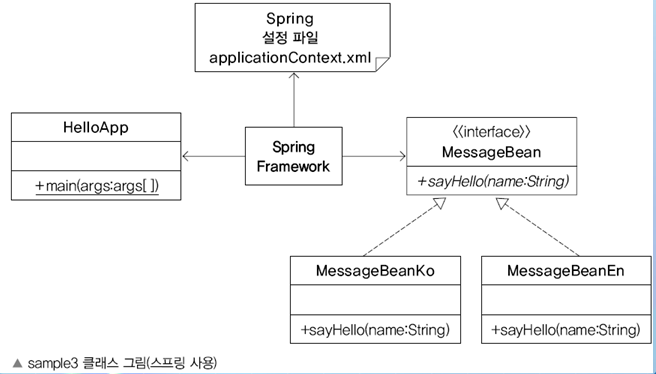 Spring
설정 파일
applicationContext.xml
HelloApp
+main(args:args[ ])
Spring
Framework
《interface》
MessageBean
+sayHello(name:String)
MessageBeanKo
+sayHello(name:String)
MessageBeanEn
+sayHello(name:String)
▲ sample3 클래스 그림(스프링 사용)